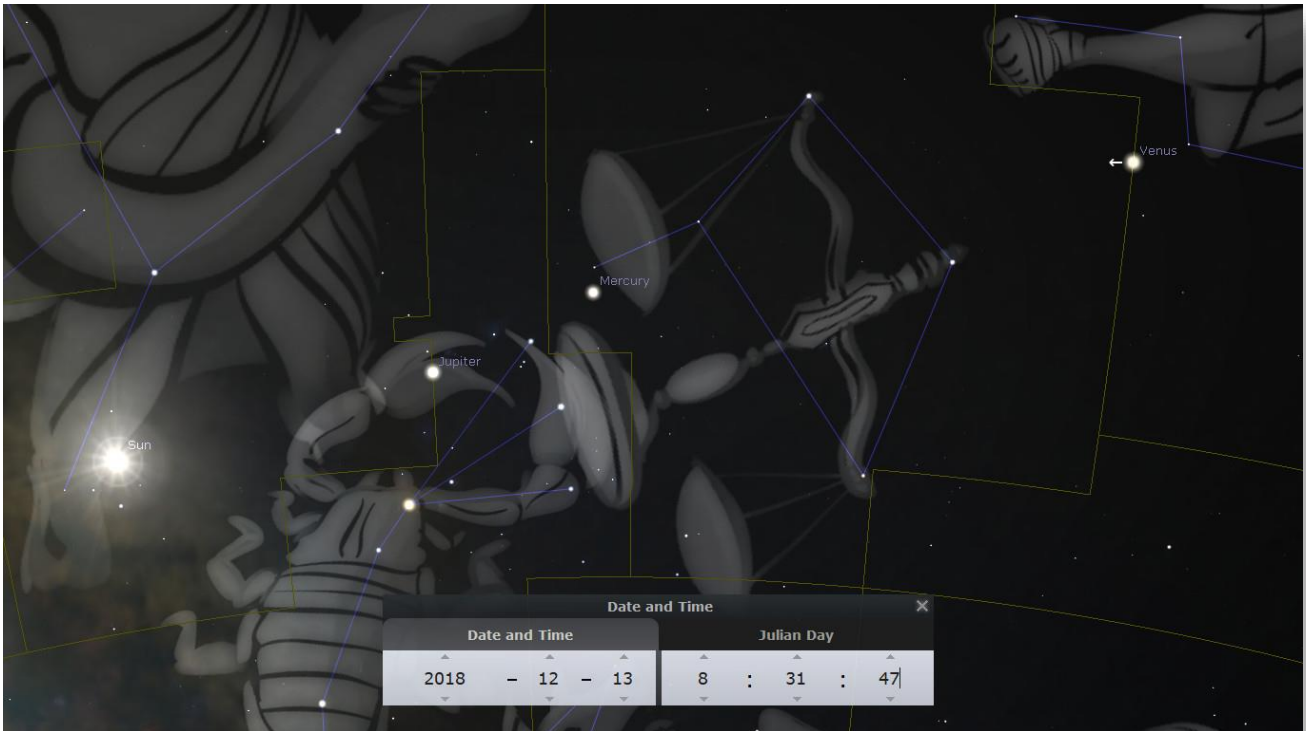 Venus
Mercury
Jupiter
Sun
Date and Time
Date and Time Julian Day
2018 - 12 - 13 8 : 31 : 47